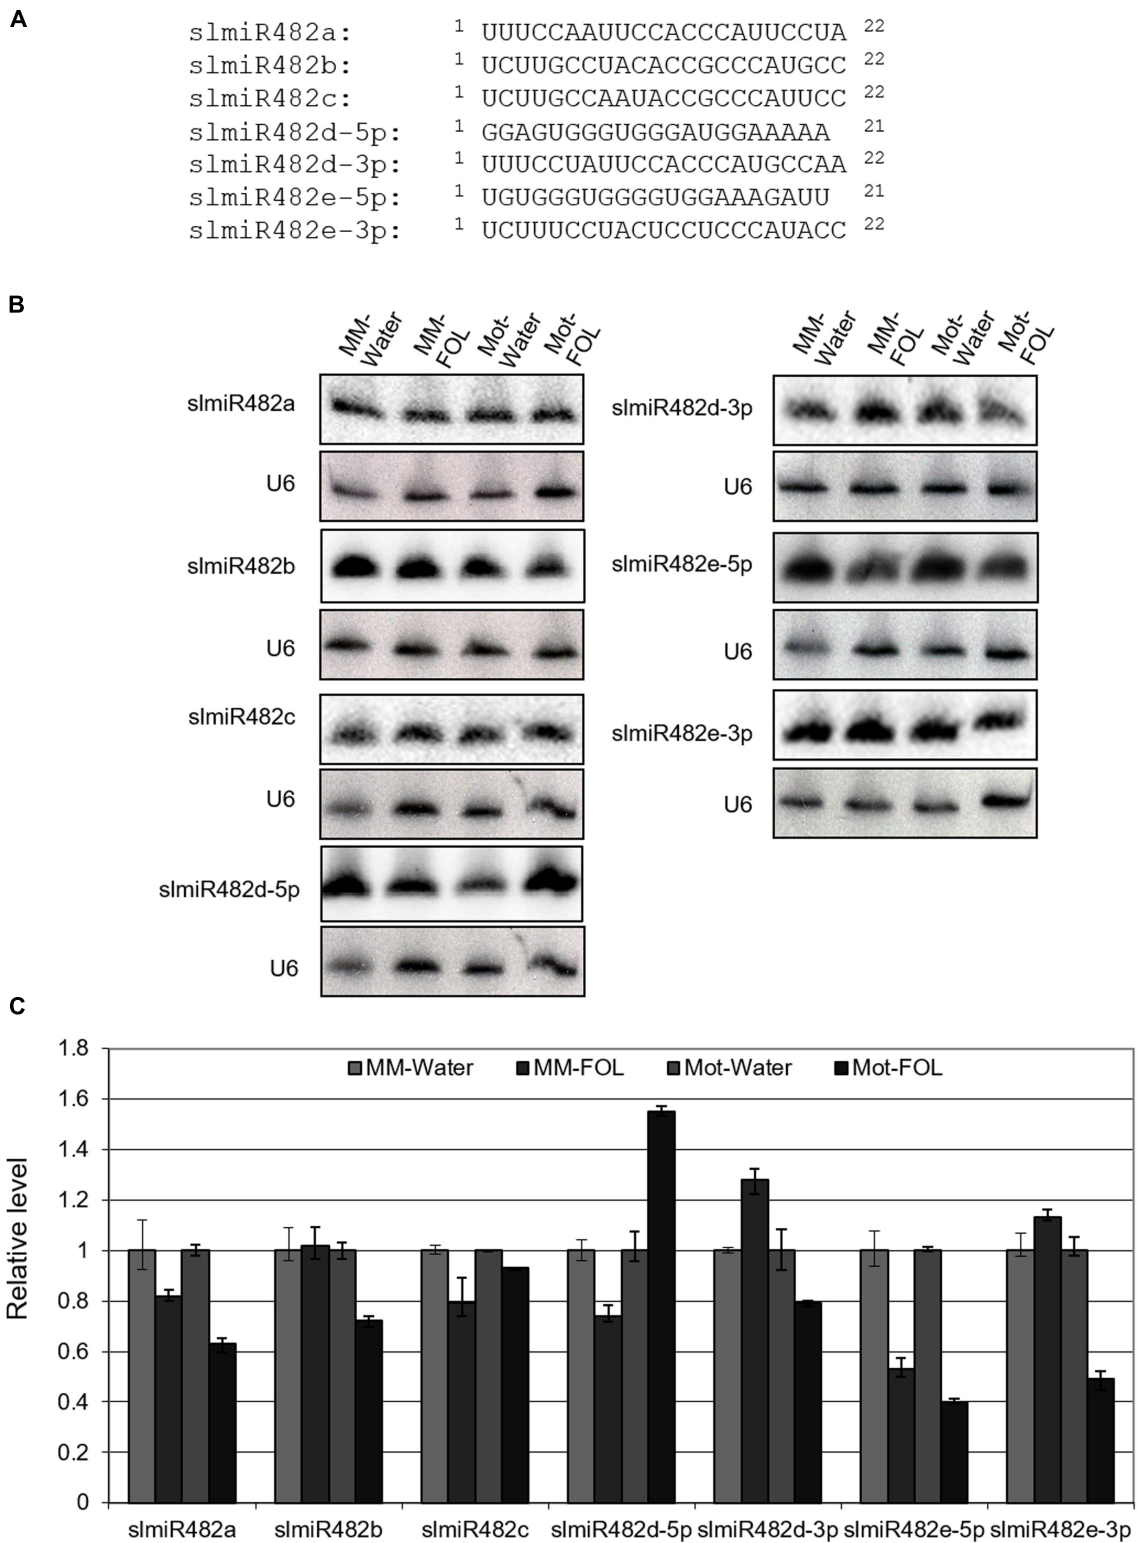 A
slmiR482a: 1 UUUCCAAUUCCACCCAUUCCUA 22
slmiR482b: 1 UCUUGCCUACACCGCCCAUGCC 22
slmiR482c: 1 UCUUGCCAAUACCGCCCAUUCC 22
slmiR482d-5p: 1 GGAGUGGGUGGGAUGGAAAAA 21
slmiR482d-3p: 1 UUUCCUAUUCCACCCAUGCCAA 22
slmiR482e-5p: 1 UGUGGGUGGGGUGGAAAGAUU 21
slmiR482e-3p: 1 UCUUUCCUACUCCUCCCAUACC 22
B
MM-Water MM-FOL Mot-Water Mot-FOL
slmiR482a
U6
slmiR482b
U6
slmiR482c
U6
slmiR482d-5p
U6
MM-Water MM-FOL Mot-Water Mot-FOL
slmiR482d-3p
U6
slmiR482e-5p
U6
slmiR482e-3p
U6
C
Relative level
1.8
1.6
1.4
1.2
1
0.8
0.6
0.4
0.2
0
MM-Water MM-FOL Mot-Water Mot-FOL
slmiR482a slmiR482b slmiR482c slmiR482d-5p slmiR482d-3p slmiR482e-5p slmiR482e-3p